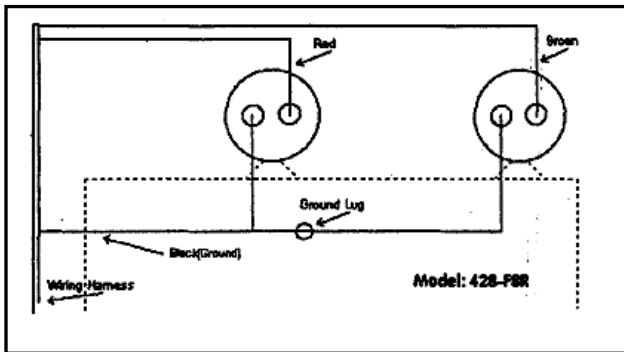 Red
Green
Ground Lug
Black(Ground)
Wiring Harness
Model: 428-F8R